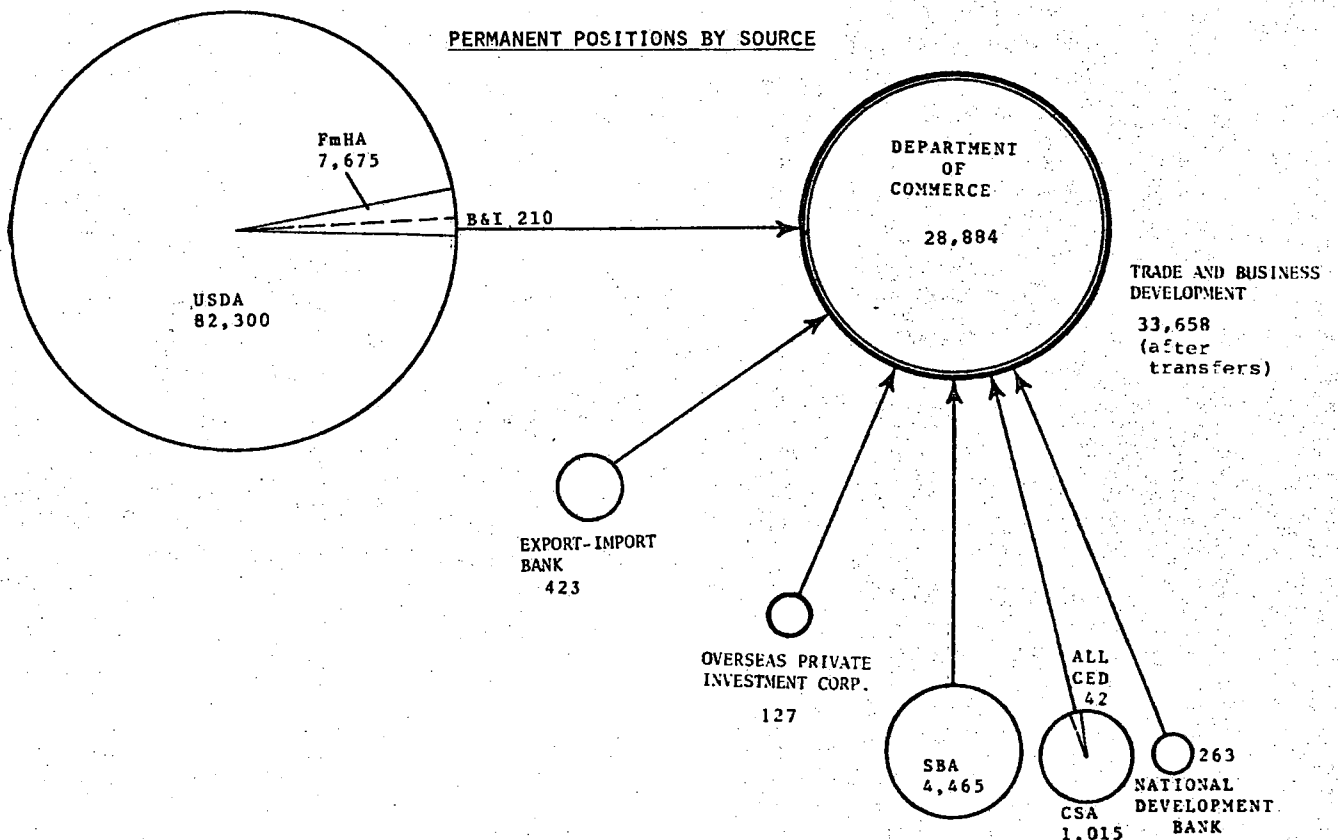 PERMANENT POSITIONS BY SOURCE
FmHA
7,675
B&I 210
USDA
82,300
DEPARTMENT
OF
COMMERCE
28,884
TRADE AND BUSINESS
DEVELOPMENT
33,658
(after
transfers)
EXPORT-IMPORT
BANK
423
OVERSEAS PRIVATE
INVESTMENT CORP.
127
SBA
4,465
ALL
CED
42
CSA
1,015
263
NATIONAL
DEVELOPMENT
BANK